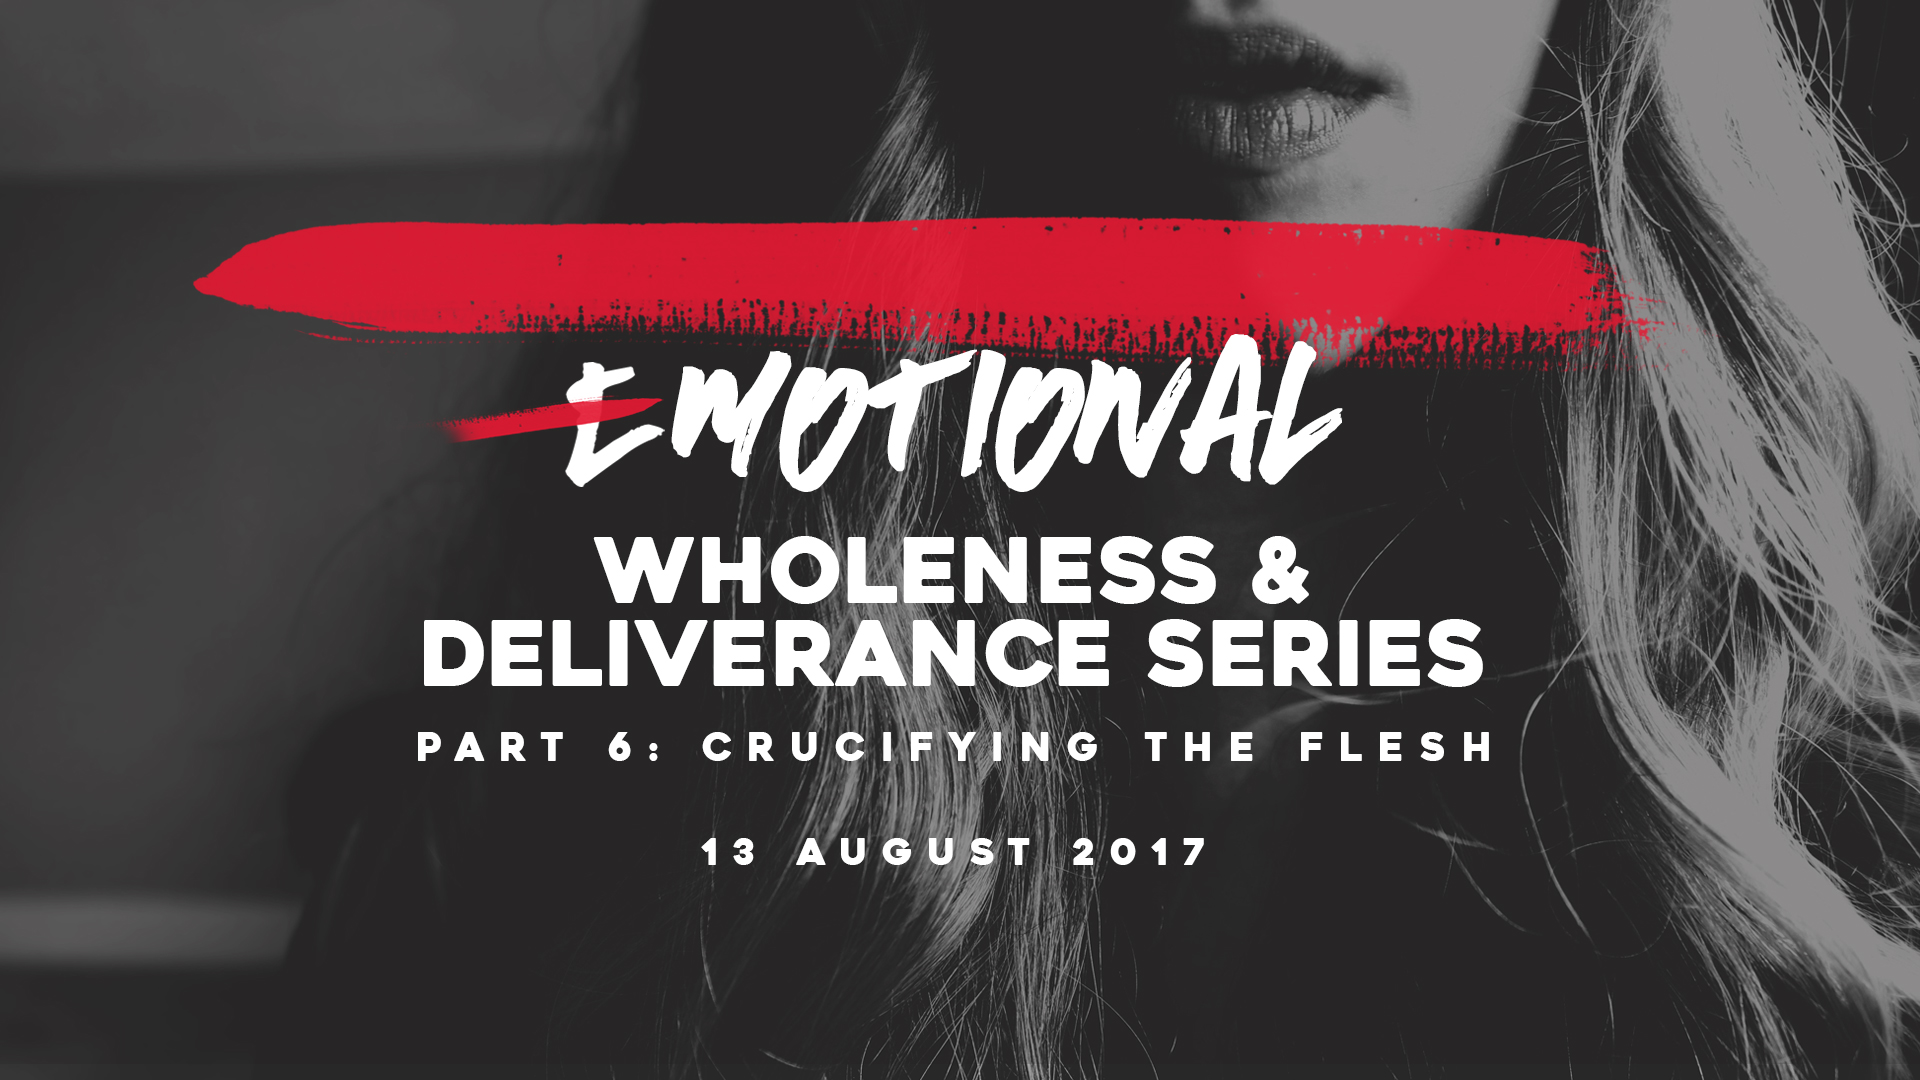 EMOTIONAL
WHOLENESS &
DELIVERANCE SERIES
PART 6: CRUCIFYING THE FLESH
13 AUGUST 2017